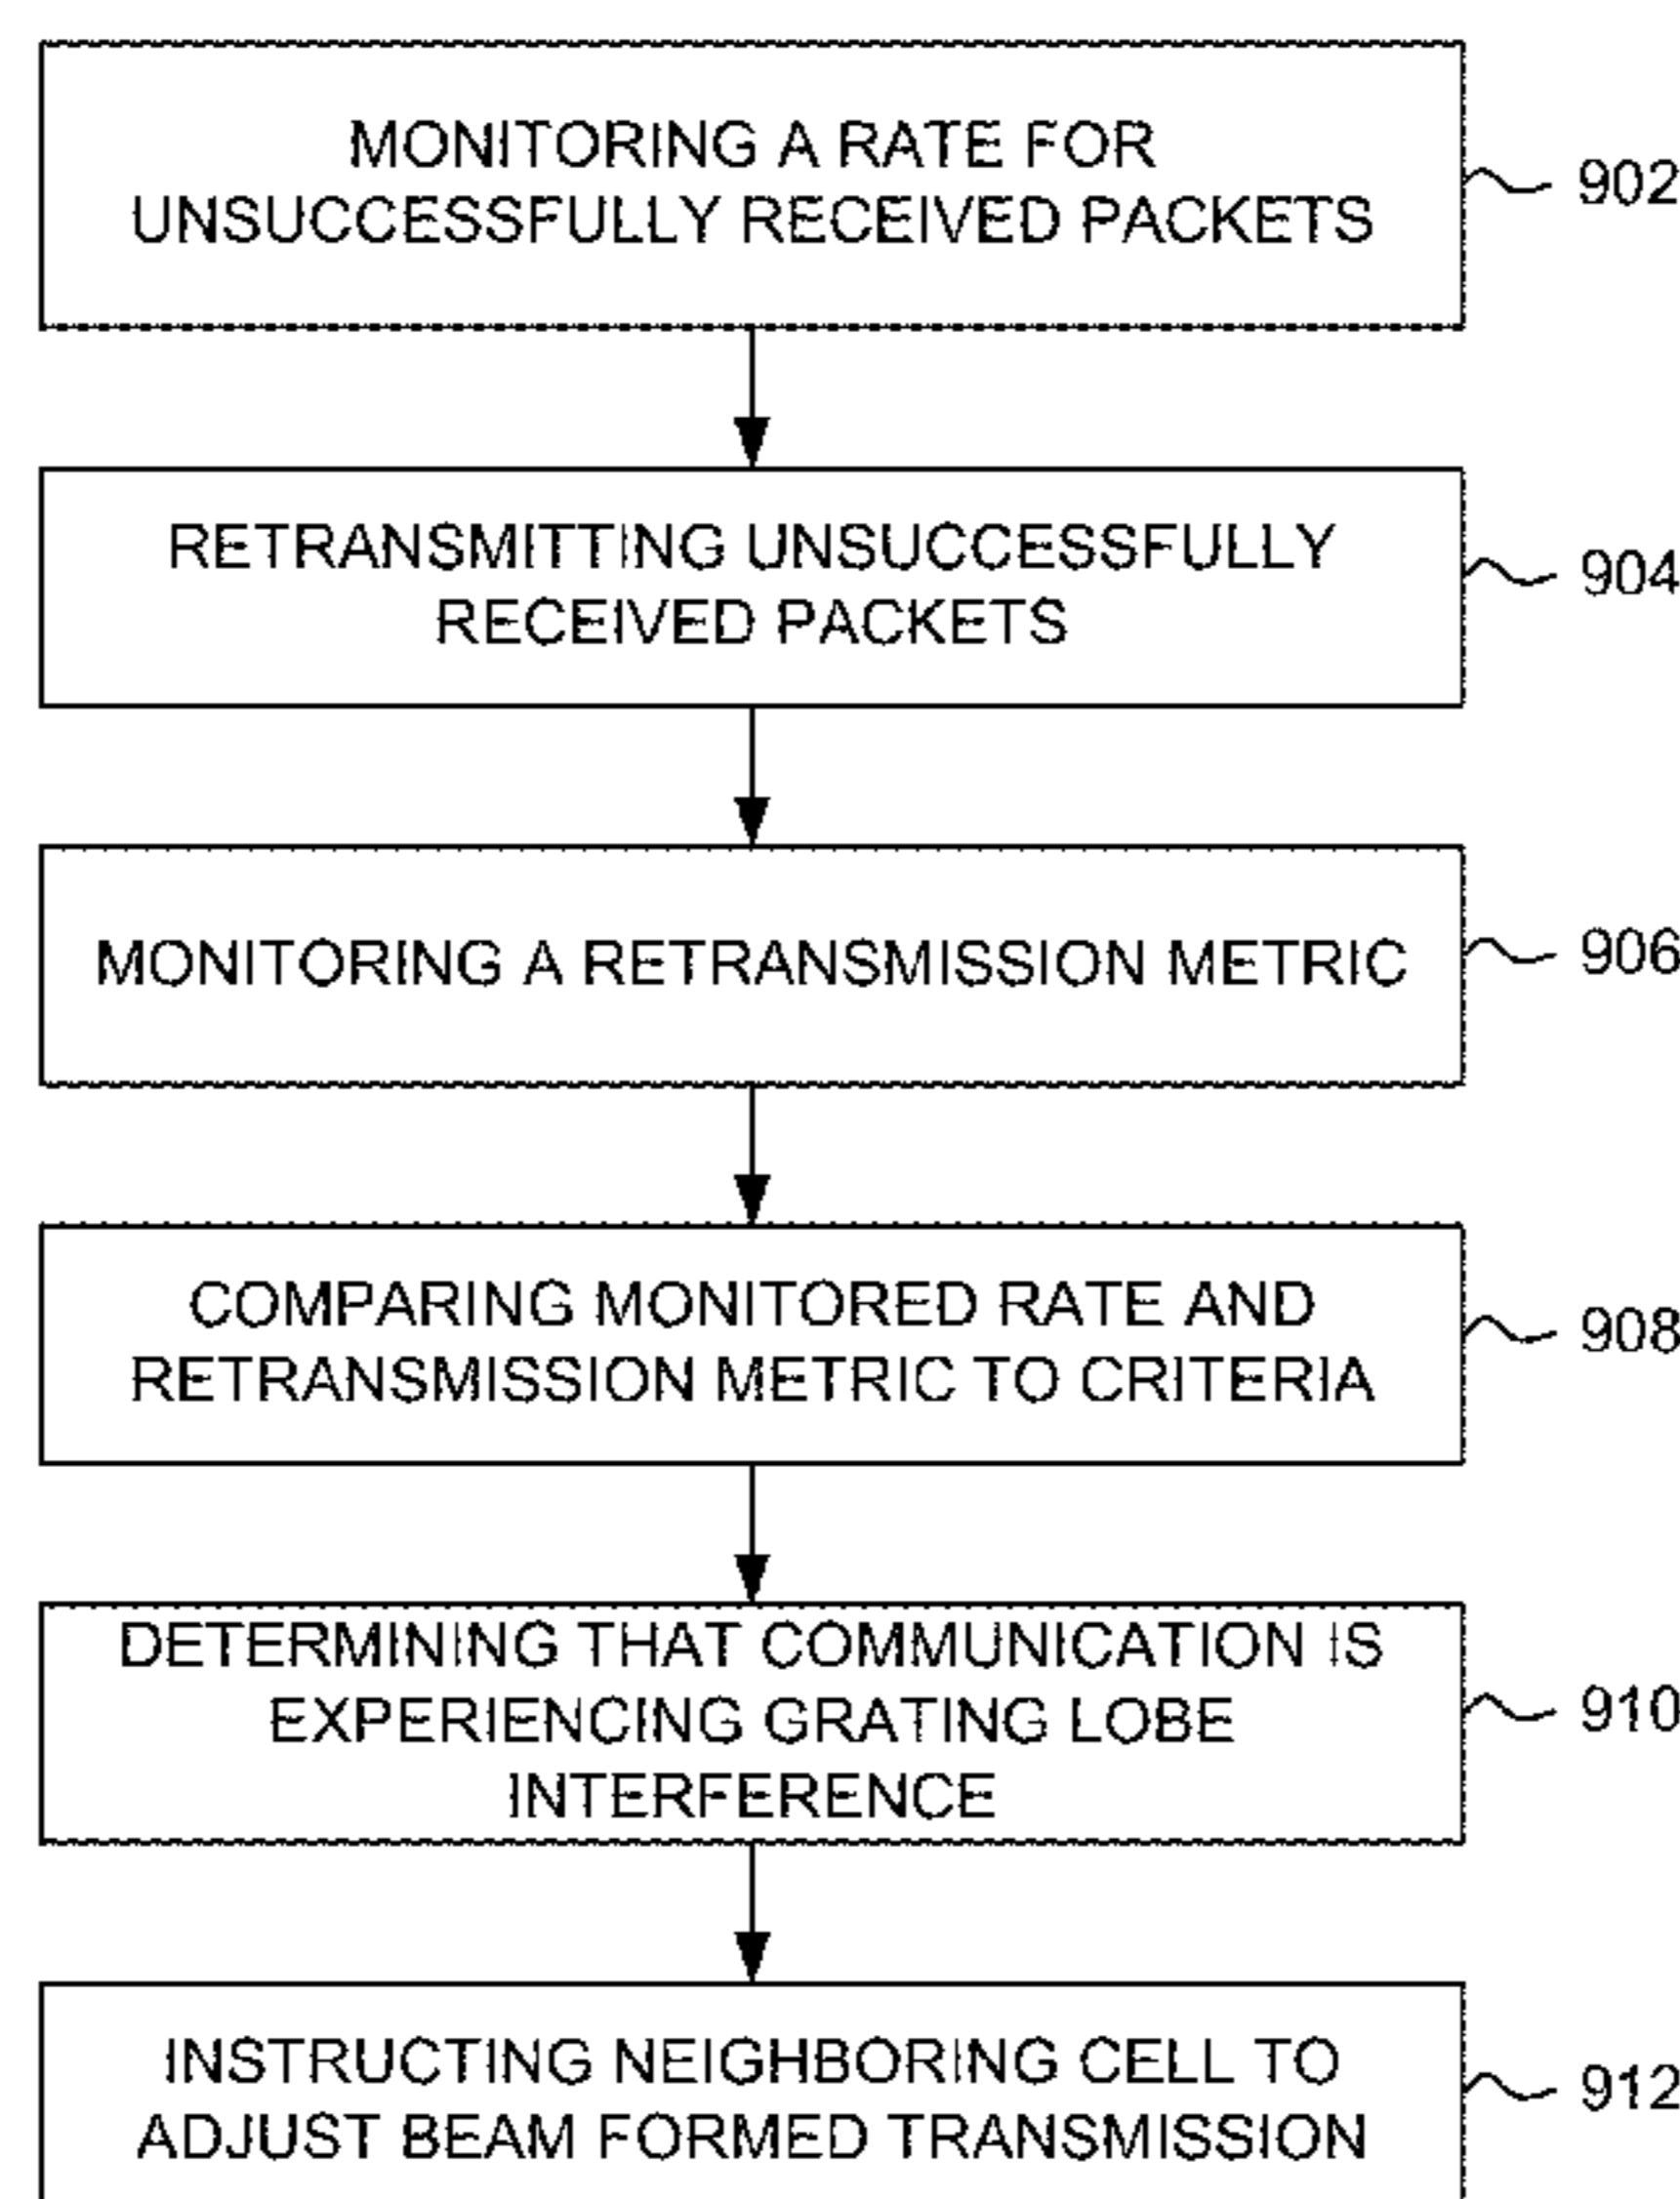 MONITORING A RATE FOR
UNSUCCESSFULLY RECEIVED PACKETS
902
RETRANSMITTING UNSUCCESSFULLY
RECEIVED PACKETS
904
MONITORING A RETRANSMISSION METRIC
906
COMPARING MONITORED RATE AND
RETRANSMISSION METRIC TO CRITERIA
908
DETERMINING THAT COMMUNICATION IS
EXPERIENCING GRATING LOBE
INTERFERENCE
910
INSTRUCTING NEIGHBORING CELL TO
ADJUST BEAM FORMED TRANSMISSION
912